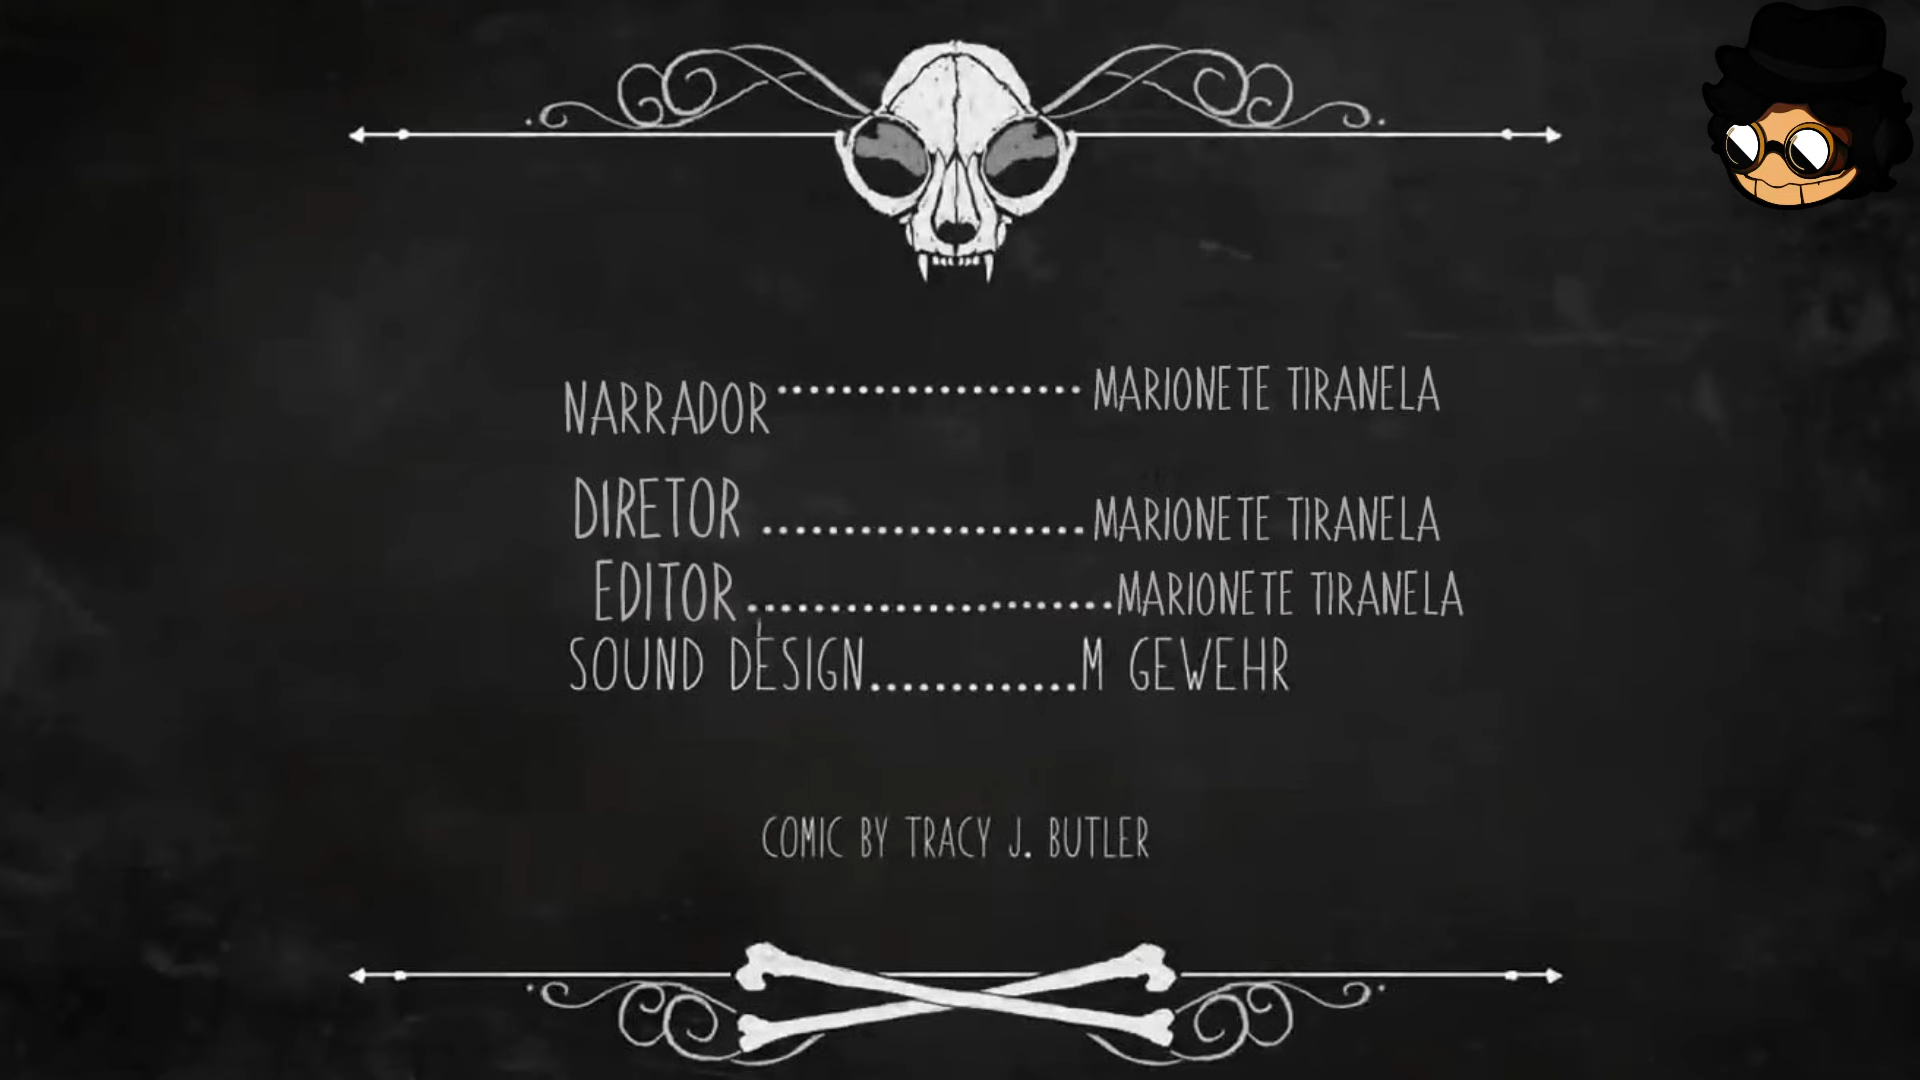 NARRADOR .................. MARIONETE TIRANELA
DIRETOR .................... MARIONETE TIRANELA
EDITOR ...................... MARIONETE TIRANELA
SOUND DESIGN.............M GEWEHR
COMIC BY TRACY J. BUTLER